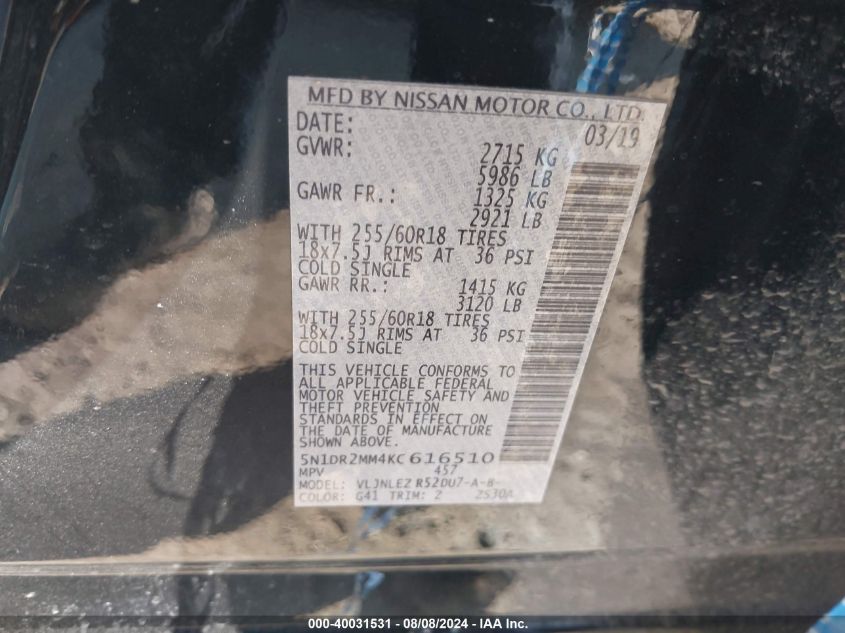 MFD BY NISSAN MOTOR CO., LTD.
DATE: 03/19
GVWR: 2715 KG
5986 LB
GAWR FR.: 1325 KG
2921 LB
WITH 255/60R18 TIRES
18x7.5J RIMS AT 36 PSI
COLD SINGLE
GAWR RR.: 1415 KG
3120 LB
WITH 255/60R18 TIRES
18x7.5J RIMS AT 36 PSI
COLD SINGLE
THIS VEHICLE CONFORMS TO
ALL APPLICABLE FEDERAL
MOTOR VEHICLE SAFETY AND
THEFT PREVENTION
STANDARDS IN EFFECT ON
THE DATE OF MANUFACTURE
SHOWN ABOVE.
5N1DR2MM4KC616510
MPV 457
MODEL: VLJNLEZ R52DU7-A-B
COLOR: G41 TRIM: Z 2S30A
000-40031531 - 08/08/2024 - IAA Inc.